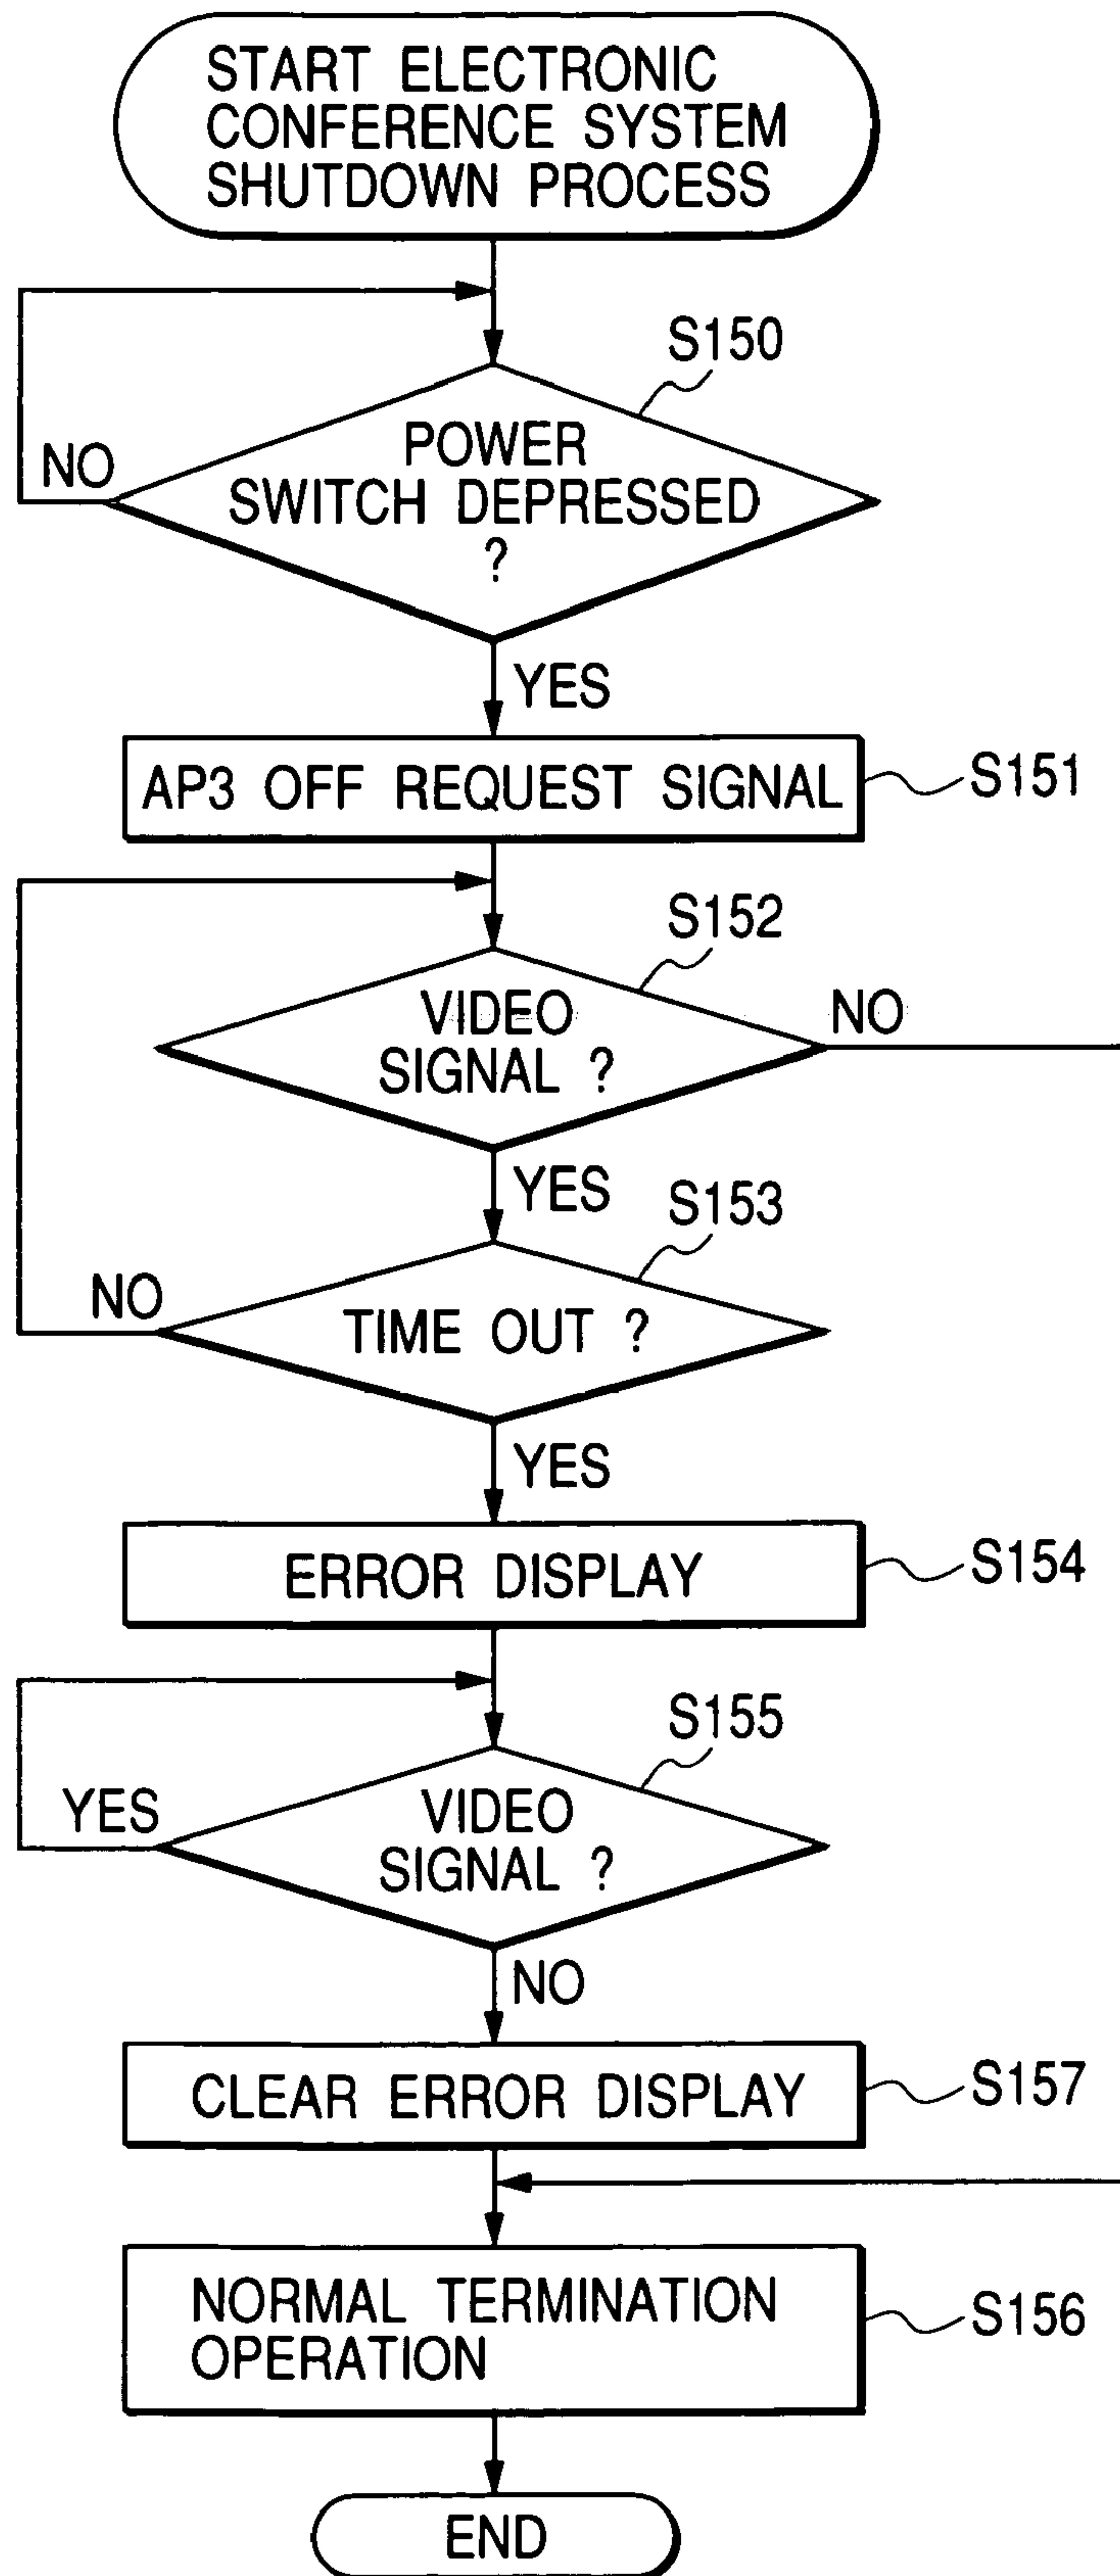 START ELECTRONIC
CONFERENCE SYSTEM
SHUTDOWN PROCESS
S150
NO
POWER
SWITCH DEPRESSED
?
YES
AP3 OFF REQUEST SIGNAL
S151
S152
VIDEO
SIGNAL ?
NO
YES
S153
NO
TIME OUT ?
YES
ERROR DISPLAY
S154
S155
YES
VIDEO
SIGNAL ?
NO
CLEAR ERROR DISPLAY
S157
NORMAL TERMINATION
OPERATION
S156
END